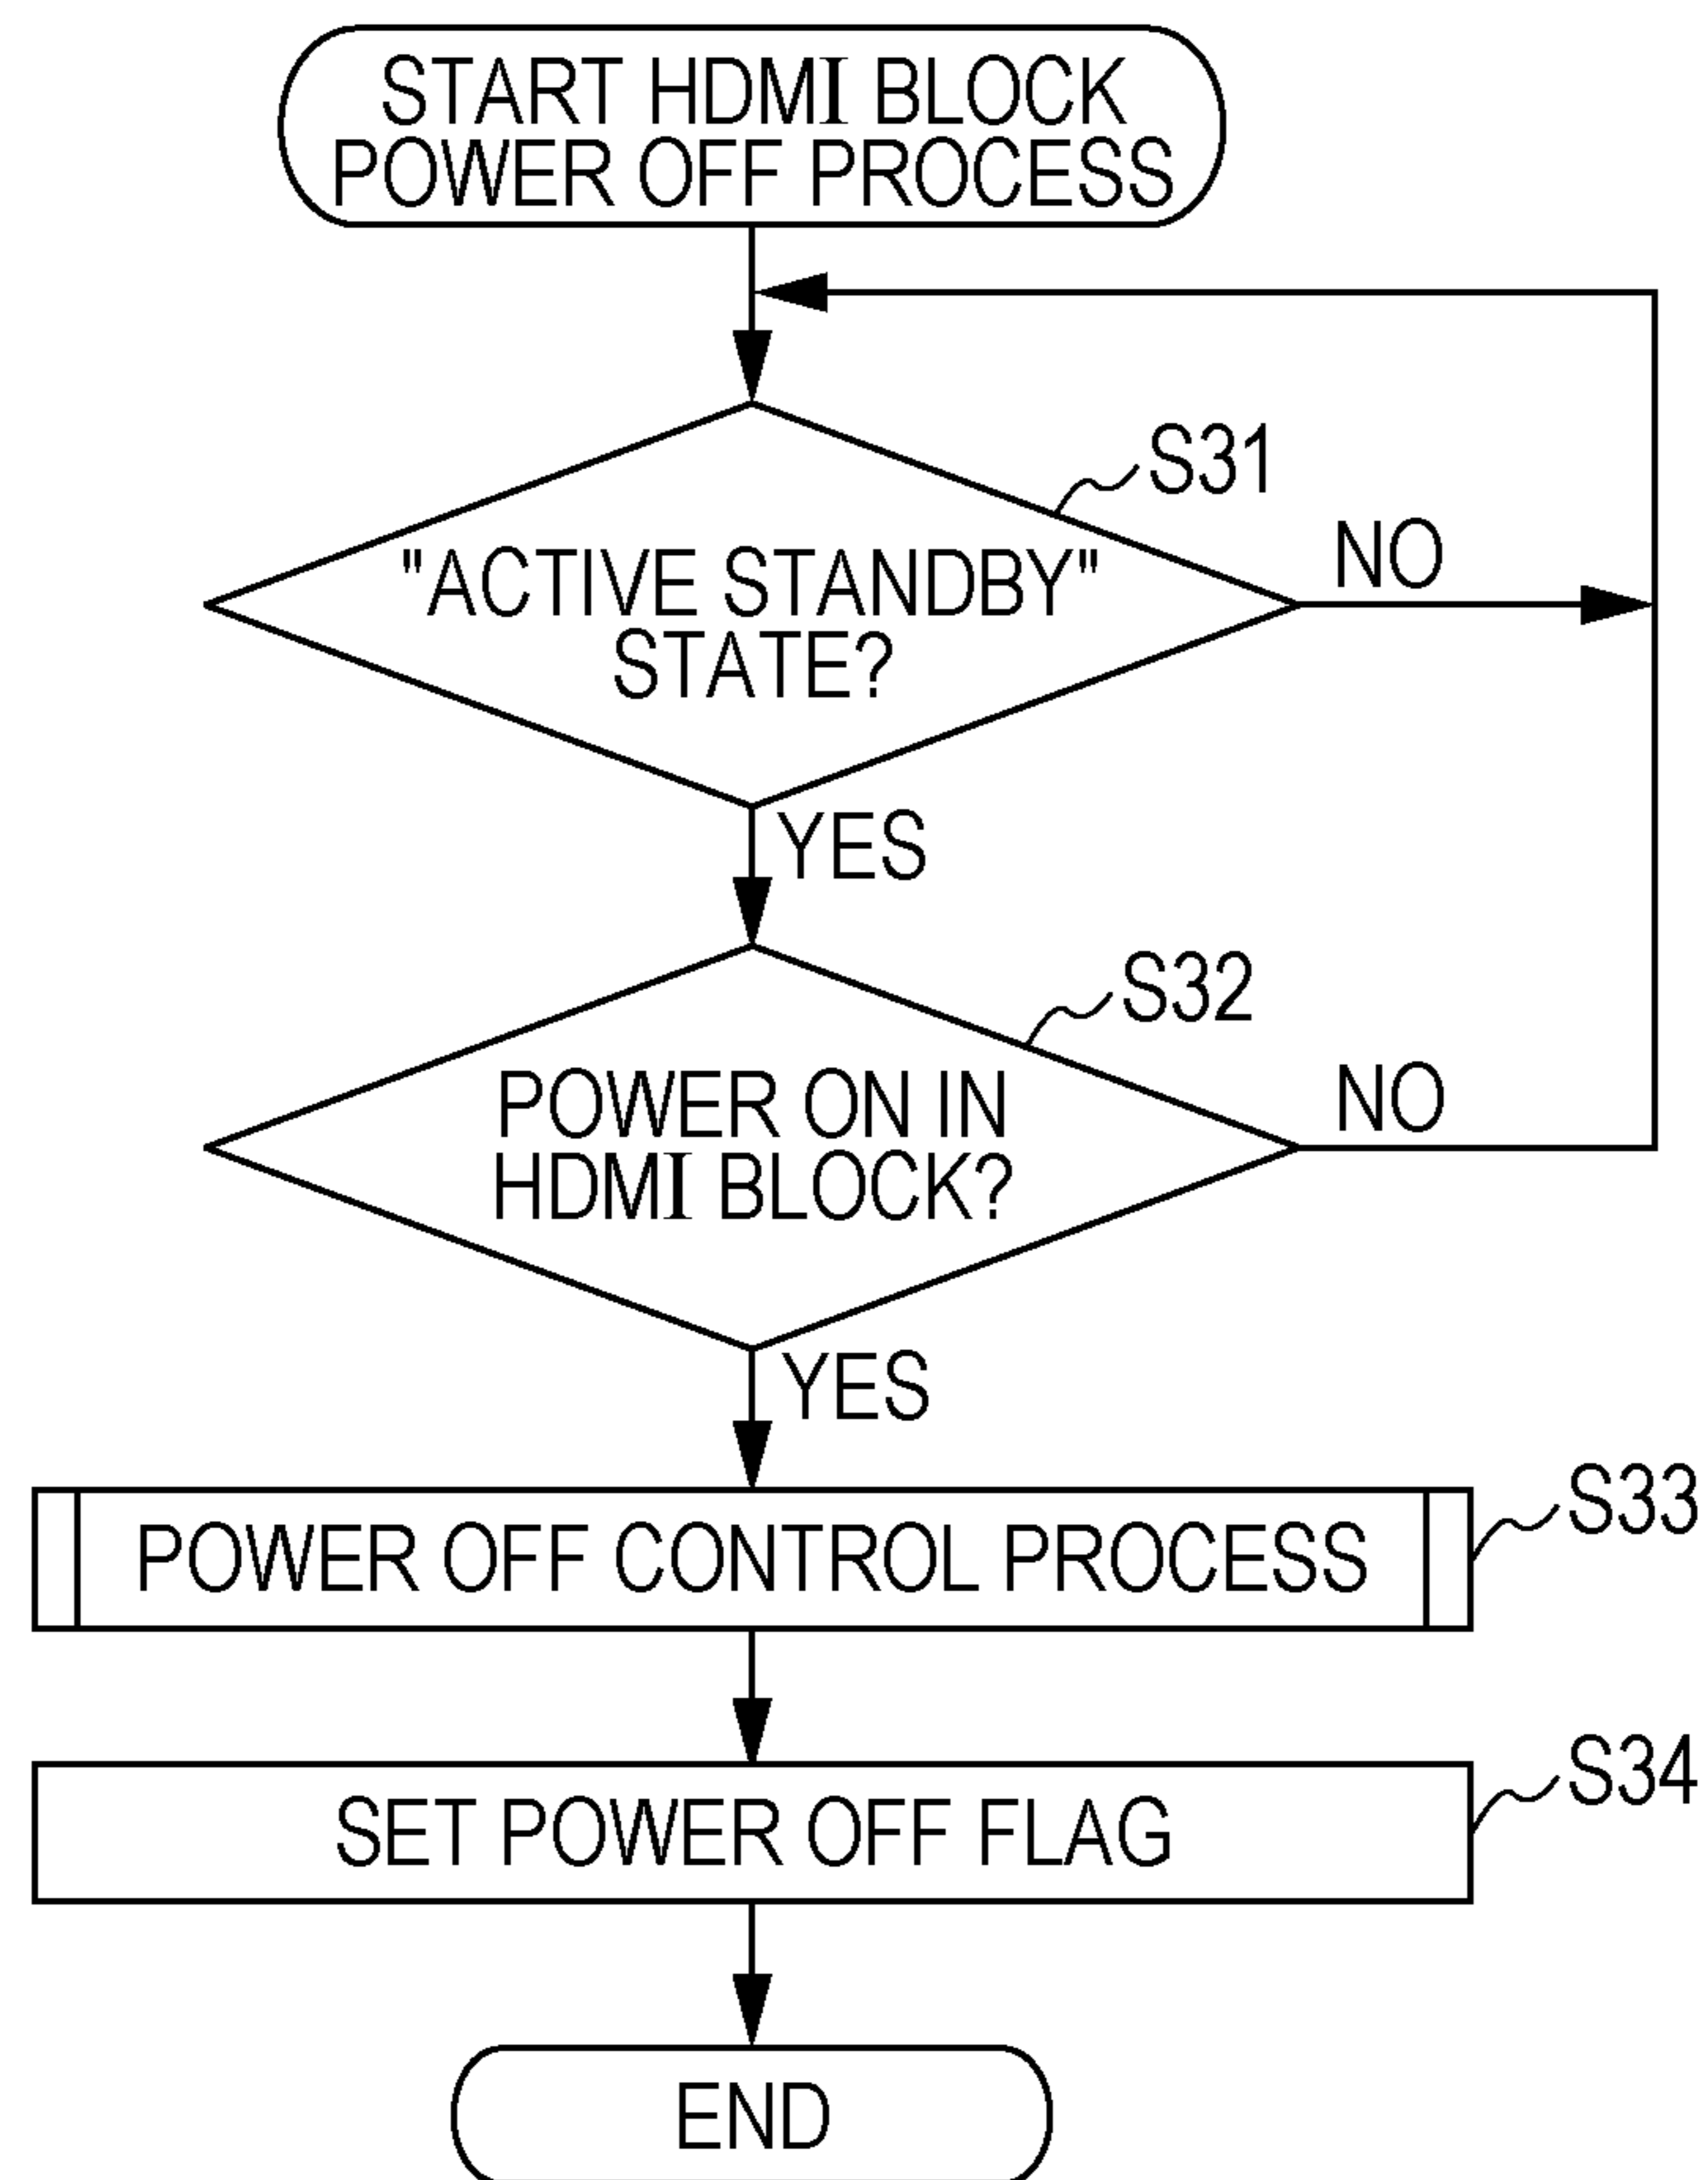 START HDMI BLOCK
POWER OFF PROCESS
S31
"ACTIVE STANDBY"
STATE?
NO
YES
S32
POWER ON IN
HDMI BLOCK?
NO
YES
S33
POWER OFF CONTROL PROCESS
S34
SET POWER OFF FLAG
END